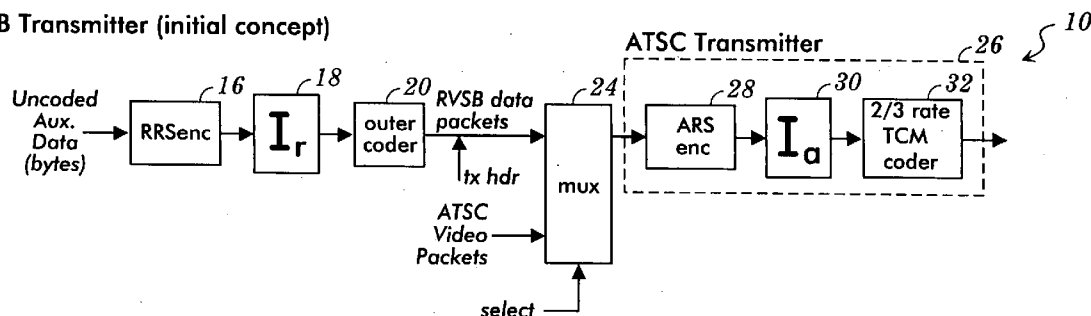 B Transmitter (initial concept)
10
ATSC Transmitter
26
Uncoded
Aux.
Data
(bytes)
16
RRSenc
18
Ir
20
outer
coder
RVSB data
packets
tx hdr
24
mux
ATSC
Video
Packets
select
28
ARS
enc
30
Ia
32
2/3 rate
TCM
coder